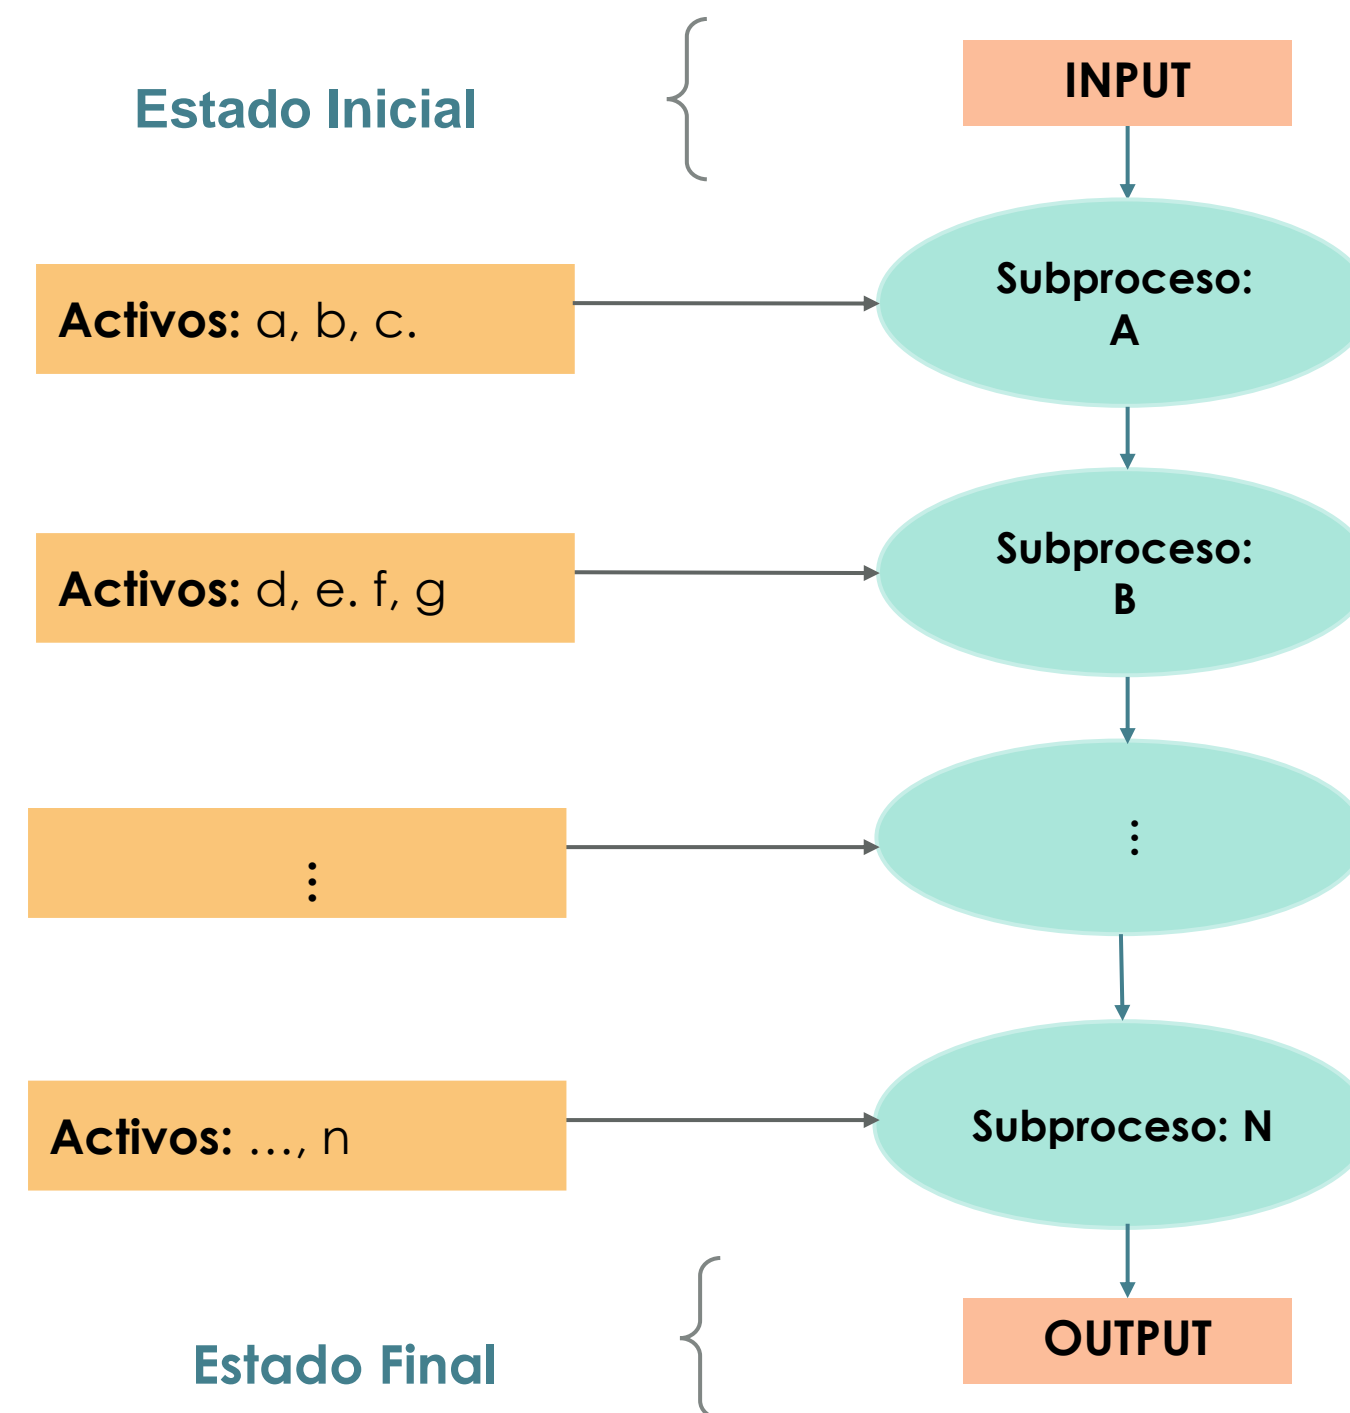 Estado Inicial
INPUT
Activos: a, b, c.
Subproceso:
A
Activos: d, e. f, g
Subproceso:
B
⋮
⋮
Activos: ..., n
Subproceso: N
Estado Final
OUTPUT